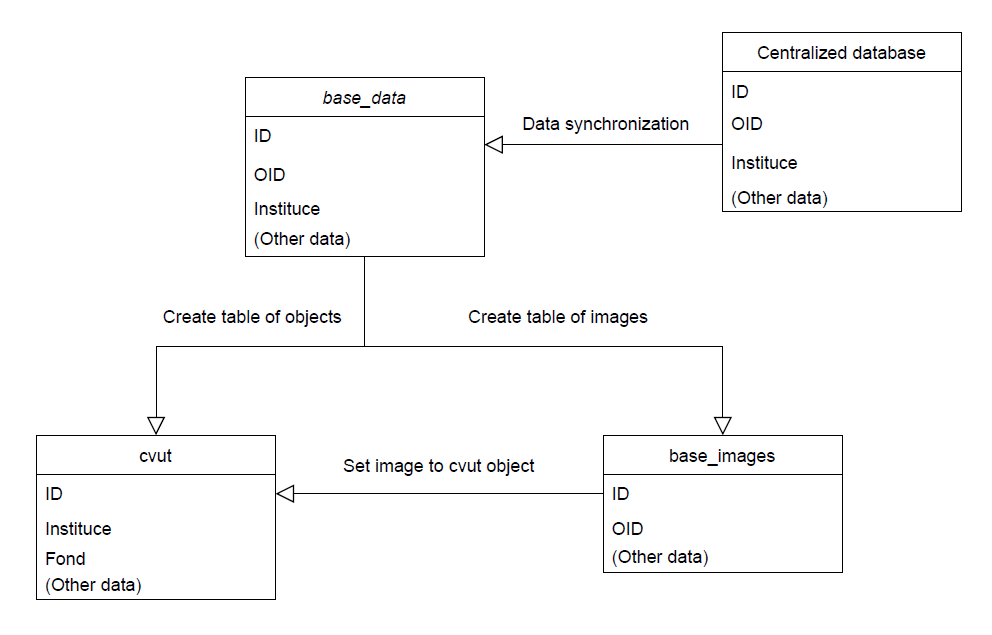 Centralized database
ID
OID
Instituce
(Other data)
Data synchronization
base_data
ID
OID
Instituce
(Other data)
Create table of objects
Create table of images
cvut
ID
Instituce
Fond
(Other data)
Set image to cvut object
base_images
ID
OID
(Other data)